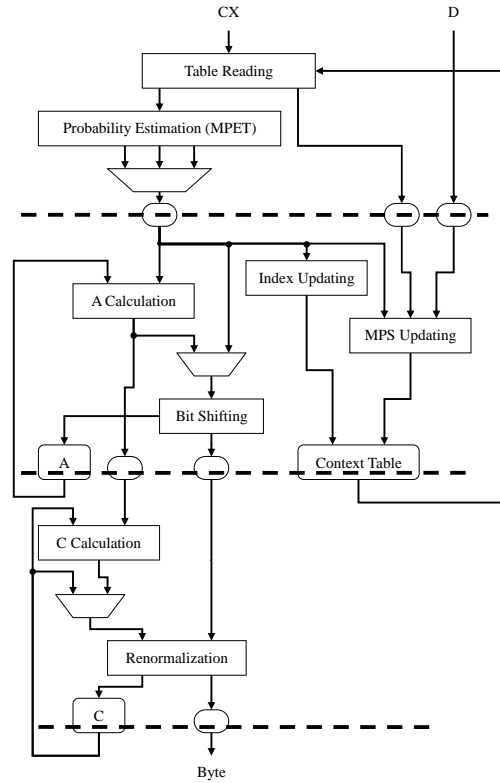 CX
D
Table Reading
Probability Estimation (MPET)
Index Updating
A Calculation
MPS Updating
Bit Shifting
A
Context Table
C Calculation
Renormalization
C
Byte